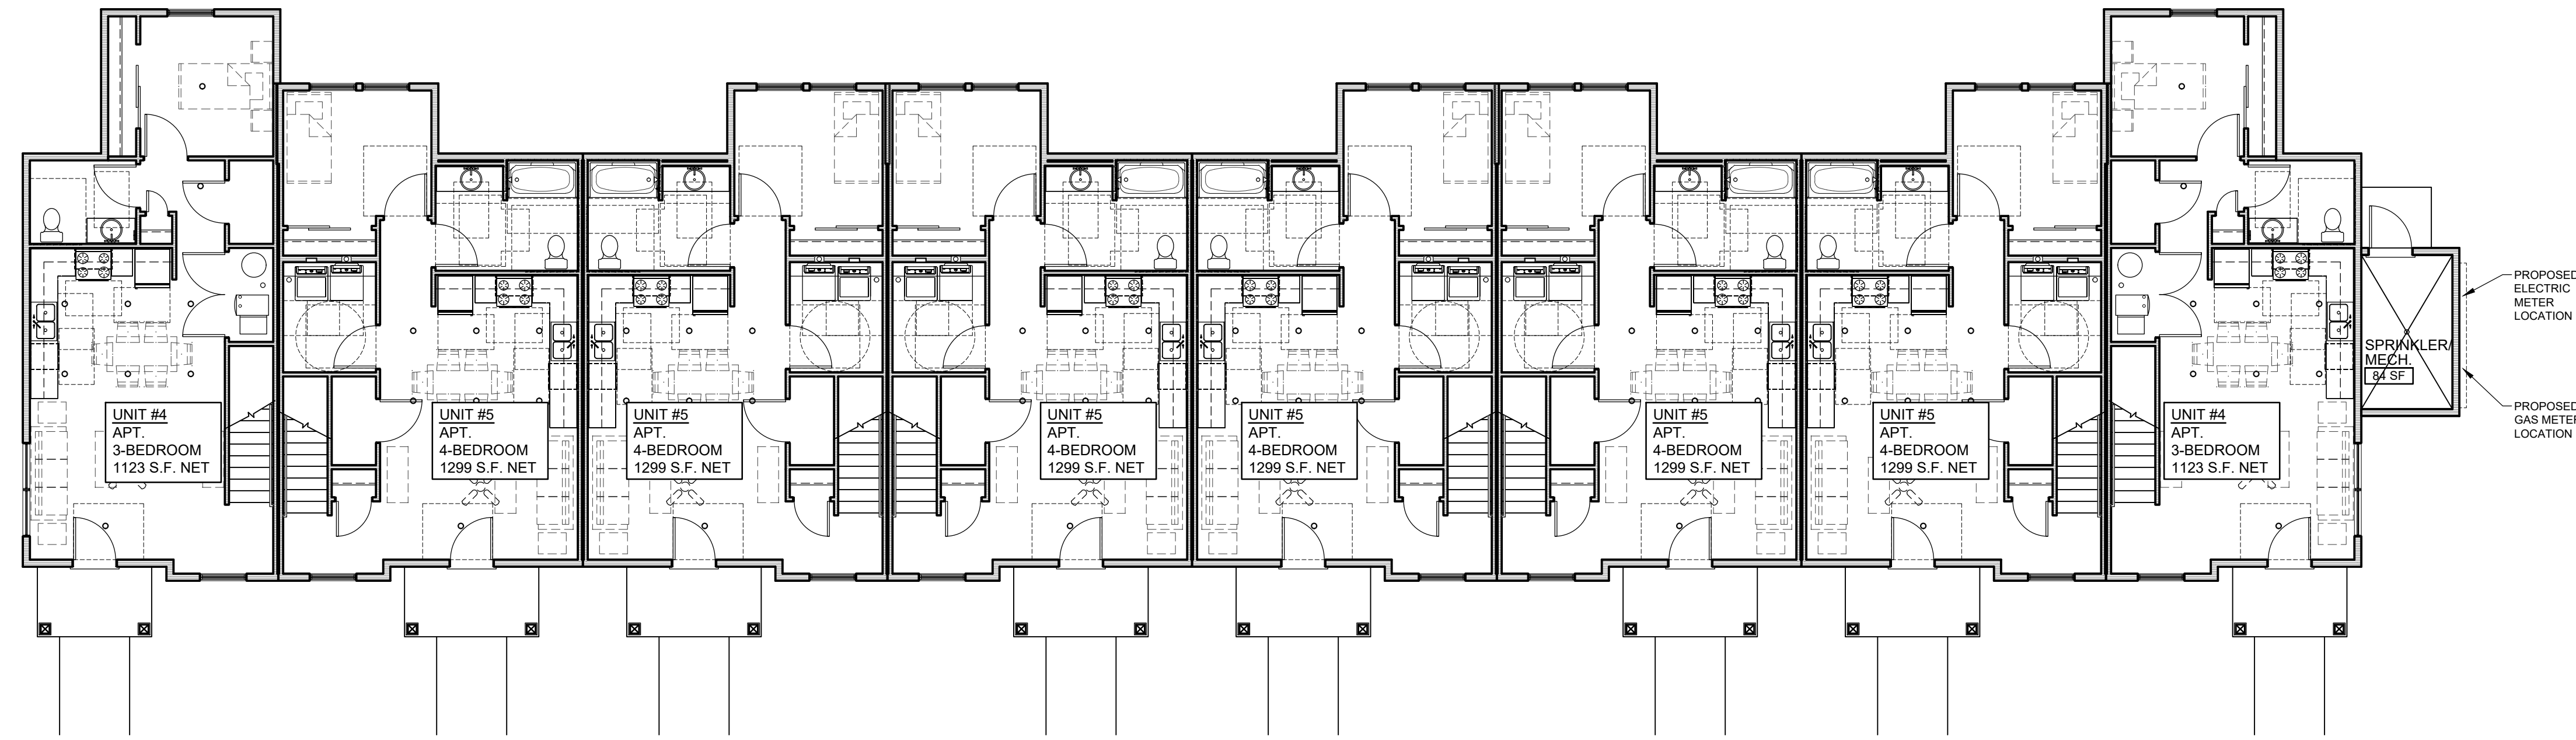 UNIT #4
APT.
3-BEDROOM
1123 S.F. NET
UNIT #5
APT.
4-BEDROOM
1299 S.F. NET
UNIT #5
APT.
4-BEDROOM
1299 S.F. NET
UNIT #5
APT.
4-BEDROOM
1299 S.F. NET
UNIT #5
APT.
4-BEDROOM
1299 S.F. NET
UNIT #5
APT.
4-BEDROOM
1299 S.F. NET
UNIT #5
APT.
4-BEDROOM
1299 S.F. NET
UNIT #4
APT.
3-BEDROOM
1123 S.F. NET
SPRINKLER/
MECH.
84 SF
PROPOSED
ELECTRIC
METER
LOCATION
PROPOSED
GAS METER
LOCATION